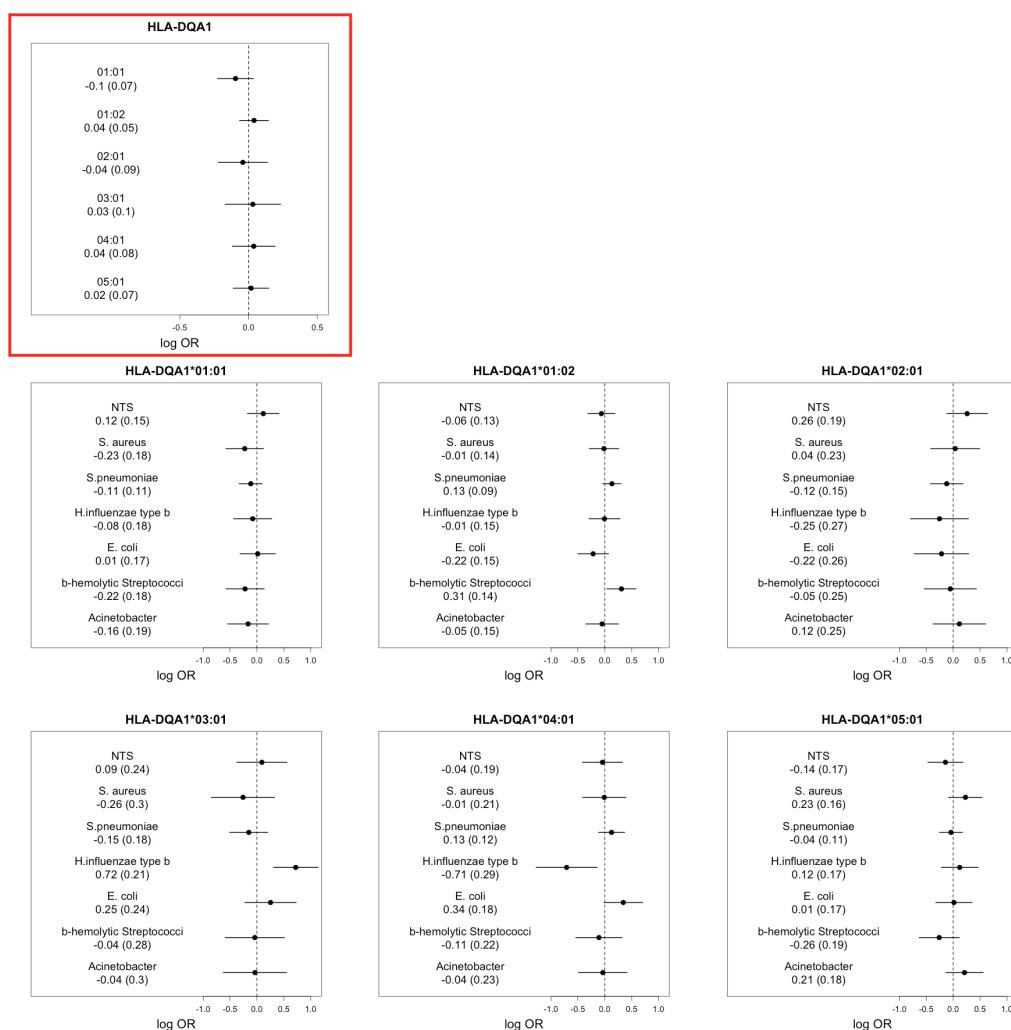 HLA-DQA1
01:01
-0.1 (0.07)
01:02
0.04 (0.05)
02:01
-0.04 (0.09)
03:01
0.03 (0.1)
04:01
0.04 (0.08)
05:01
0.02 (0.07)
-0.5 0.0 0.5
log OR
HLA-DQA1*01:01
NTS
0.12 (0.15)
S. aureus
-0.23 (0.18)
S.pneumoniae
-0.11 (0.11)
H.influenzae type b
-0.08 (0.18)
E. coli
0.01 (0.17)
b-hemolytic Streptococci
-0.22 (0.18)
Acinetobacter
-0.16 (0.19)
-1.0 -0.5 0.0 0.5 1.0
log OR
HLA-DQA1*01:02
NTS
-0.06 (0.13)
S. aureus
-0.01 (0.14)
S.pneumoniae
0.13 (0.09)
H.influenzae type b
-0.01 (0.15)
E. coli
-0.22 (0.15)
b-hemolytic Streptococci
0.31 (0.14)
Acinetobacter
-0.05 (0.15)
-1.0 -0.5 0.0 0.5 1.0
log OR
HLA-DQA1*02:01
NTS
0.26 (0.19)
S. aureus
0.04 (0.23)
S.pneumoniae
-0.12 (0.15)
H.influenzae type b
-0.25 (0.27)
E. coli
-0.22 (0.26)
b-hemolytic Streptococci
-0.05 (0.25)
Acinetobacter
0.12 (0.25)
-1.0 -0.5 0.0 0.5 1.0
log OR
HLA-DQA1*03:01
NTS
0.09 (0.24)
S. aureus
-0.26 (0.3)
S.pneumoniae
-0.15 (0.18)
H.influenzae type b
0.72 (0.21)
E. coli
0.25 (0.24)
b-hemolytic Streptococci
-0.04 (0.28)
Acinetobacter
-0.04 (0.3)
-1.0 -0.5 0.0 0.5 1.0
log OR
HLA-DQA1*04:01
NTS
-0.04 (0.19)
S. aureus
-0.01 (0.21)
S.pneumoniae
0.13 (0.12)
H.influenzae type b
-0.71 (0.29)
E. coli
0.34 (0.18)
b-hemolytic Streptococci
-0.11 (0.22)
Acinetobacter
-0.04 (0.23)
-1.0 -0.5 0.0 0.5 1.0
log OR
HLA-DQA1*05:01
NTS
-0.14 (0.17)
S. aureus
0.23 (0.16)
S.pneumoniae
-0.04 (0.11)
H.influenzae type b
0.12 (0.17)
E. coli
0.01 (0.17)
b-hemolytic Streptococci
-0.26 (0.19)
Acinetobacter
0.21 (0.18)
-1.0 -0.5 0.0 0.5 1.0
log OR